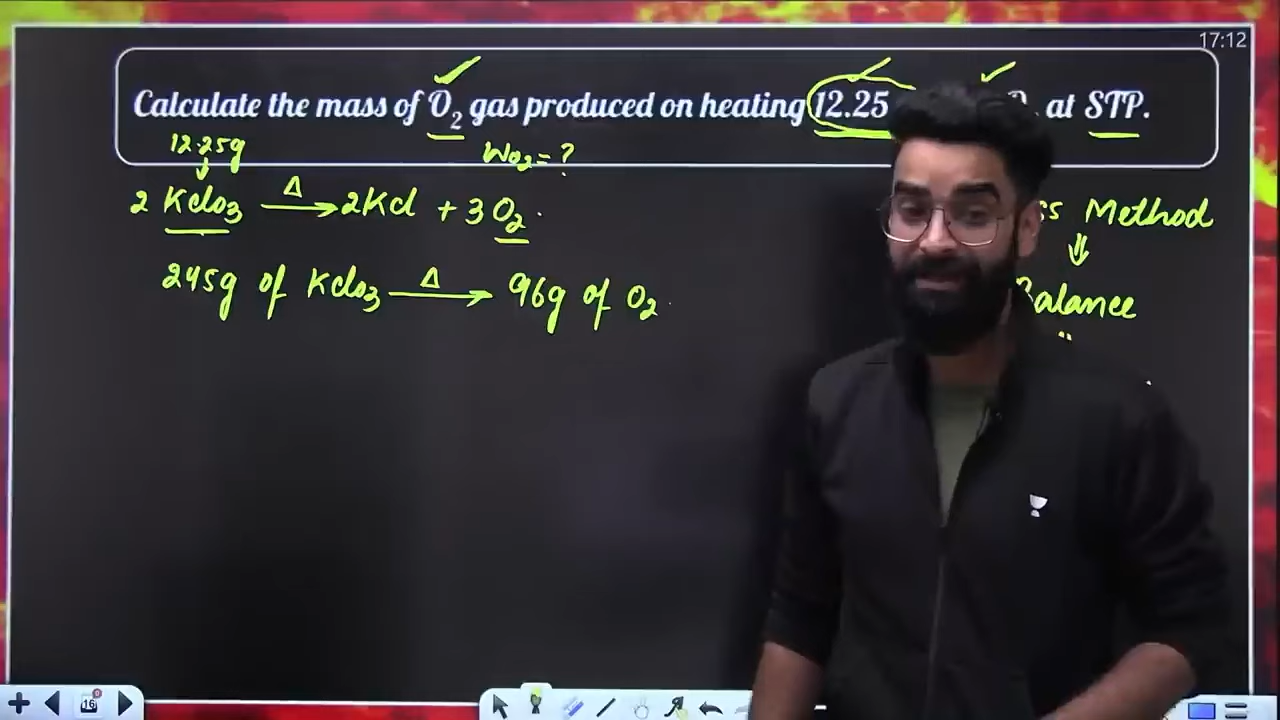 17:12
Calculate the mass of O₂ gas produced on heating 12.25 at STP.
12.25g WO₂ = ?
2 KClO₃ Δ→ 2KCl + 3O₂.
Method
⇓
Balance
245g of KClO₃ Δ→ 96g of O₂.
16